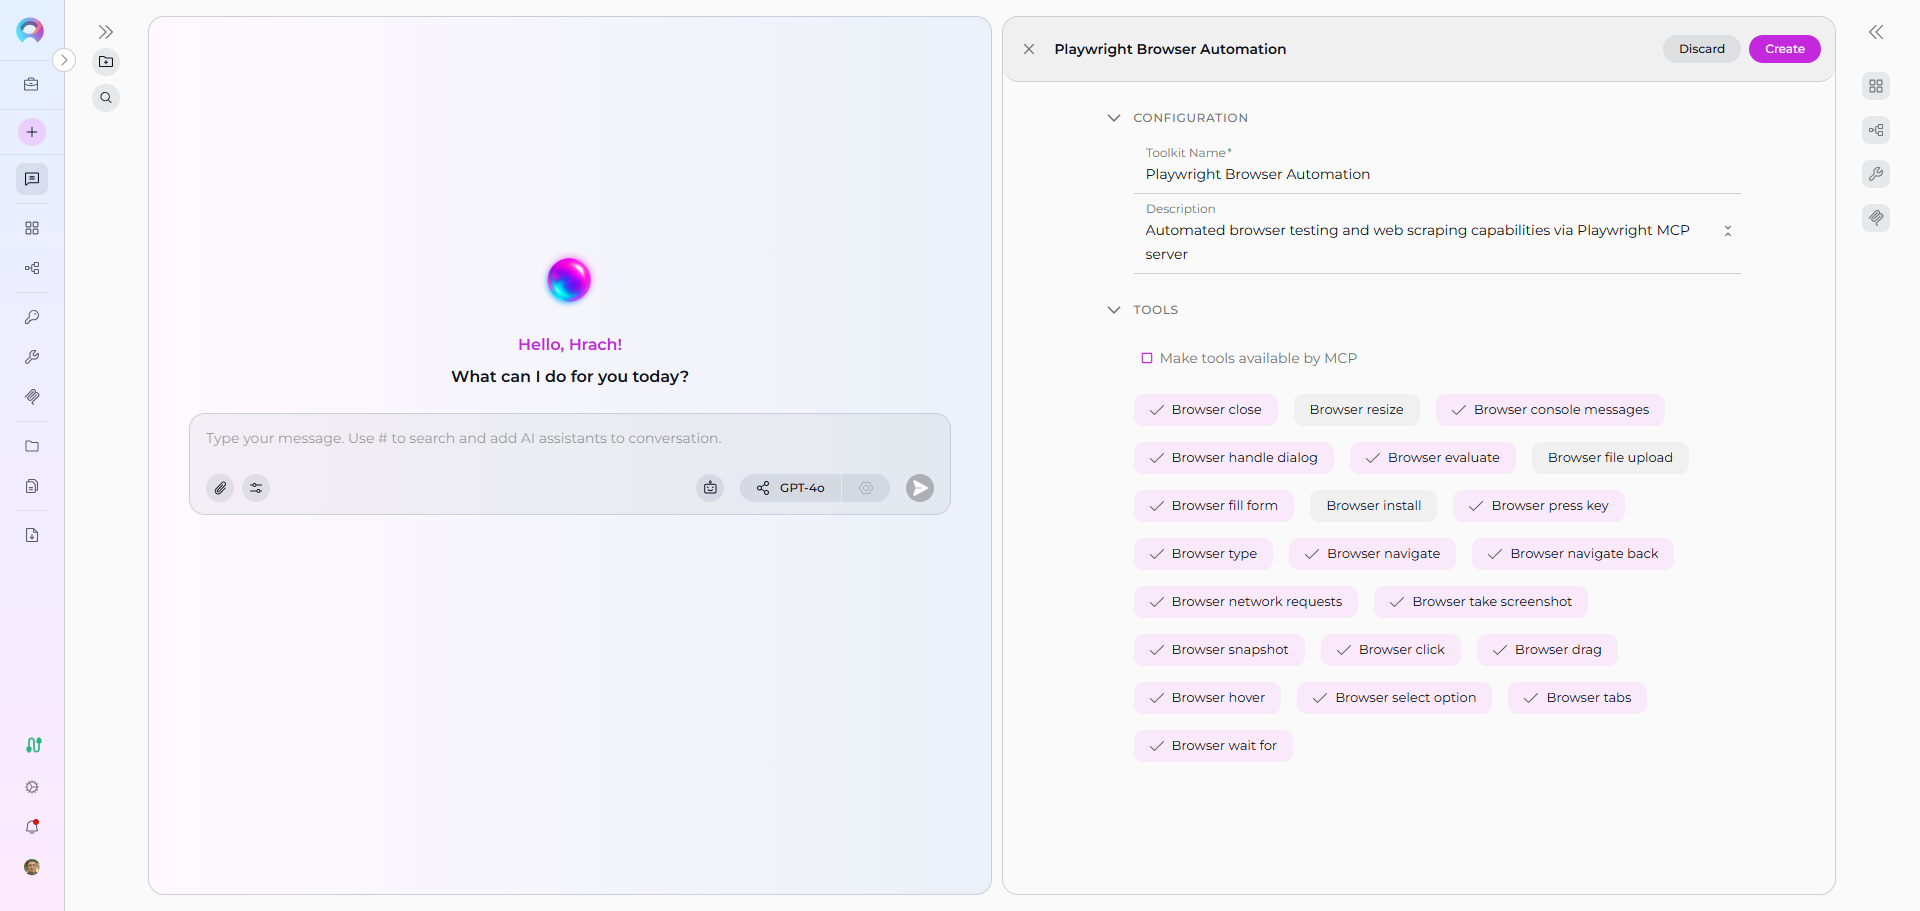 Hello, Hrach!
What can I do for you today?
Type your message. Use # to search and add AI assistants to conversation.
GPT-4o
Playwright Browser Automation
Discard
Create
CONFIGURATION
Toolkit Name*
Playwright Browser Automation
Description
Automated browser testing and web scraping capabilities via Playwright MCP
server
TOOLS
Make tools available by MCP
Browser close
Browser resize
Browser console messages
Browser handle dialog
Browser evaluate
Browser file upload
Browser fill form
Browser install
Browser press key
Browser type
Browser navigate
Browser navigate back
Browser network requests
Browser take screenshot
Browser snapshot
Browser click
Browser drag
Browser hover
Browser select option
Browser tabs
Browser wait for